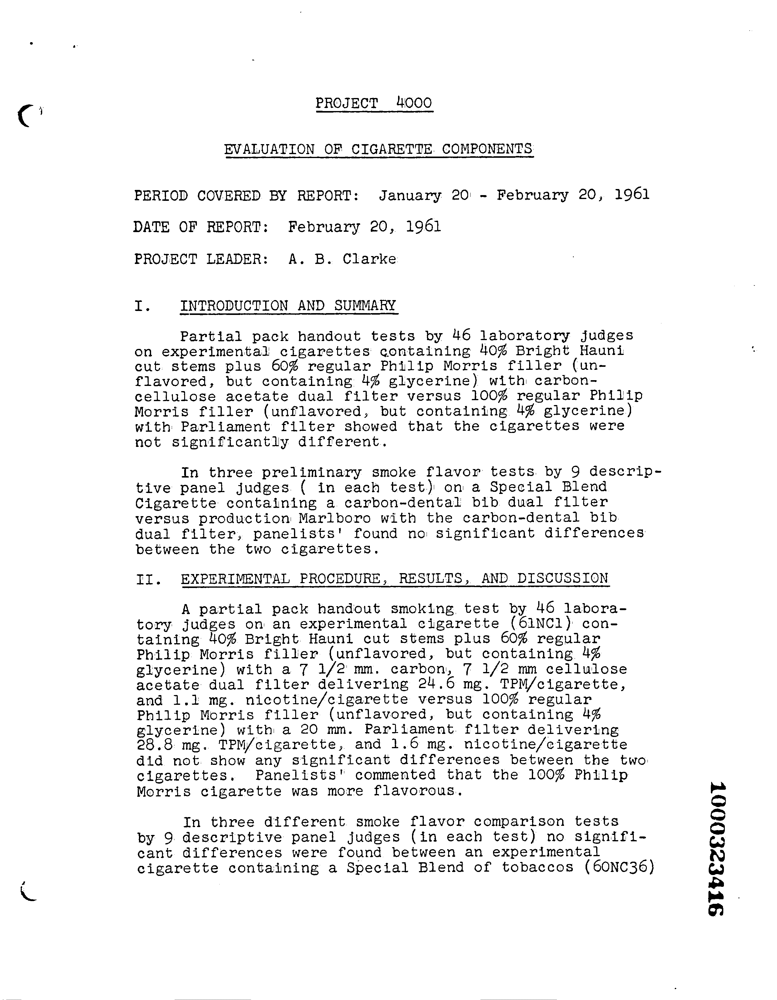 PROJECT 4000
EVALUATION OF CIGARETTE COMPONENTS
PERIOD COVERED BY REPORT: January 20 - February 20, 1961
DATE OF REPORT: February 20, 1961
PROJECT LEADER: A. B. Clarke
I. INTRODUCTION AND SUMMARY
Partial pack handout tests by 46 laboratory judges
on experimental cigarettes containing 40% Bright Hauni
cut stems plus 60% regular Philip Morris filler (un-
flavored, but containing 4% glycerine) with carbon-
cellulose acetate dual filter versus 100% regular Philip
Morris filler (unflavored, but containing 4% glycerine)
with Parliament filter showed that the cigarettes were
not significantly different.
In three preliminary smoke flavor tests by 9 descrip-
tive panel judges ( in each test) on a Special Blend
Cigarette containing a carbon-dental bib dual filter
versus production Marlboro with the carbon-dental bib
dual filter, panelists' found no significant differences
between the two cigarettes.
II. EXPERIMENTAL PROCEDURE, RESULTS, AND DISCUSSION
A partial pack handout smoking test by 46 labora-
tory judges on an experimental cigarette (61NC1) con-
taining 40% Bright Hauni cut stems plus 60% regular
Philip Morris filler (unflavored, but containing 4%
glycerine) with a 7 1/2 mm. carbon, 7 1/2 mm cellulose
acetate dual filter delivering 24.6 mg. TPM/cigarette,
and 1.1 mg. nicotine/cigarette versus 100% regular
Philip Morris filler (unflavored, but containing 4%
glycerine) with a 20 mm. Parliament filter delivering
28.8 mg. TPM/cigarette, and 1.6 mg. nicotine/cigarette
did not show any significant differences between the two
cigarettes. Panelists' commented that the 100% Philip
Morris cigarette was more flavorous.
In three different smoke flavor comparison tests
by 9 descriptive panel judges (in each test) no signifi-
cant differences were found between an experimental
cigarette containing a Special Blend of tobaccos (60NC36)
1000323416